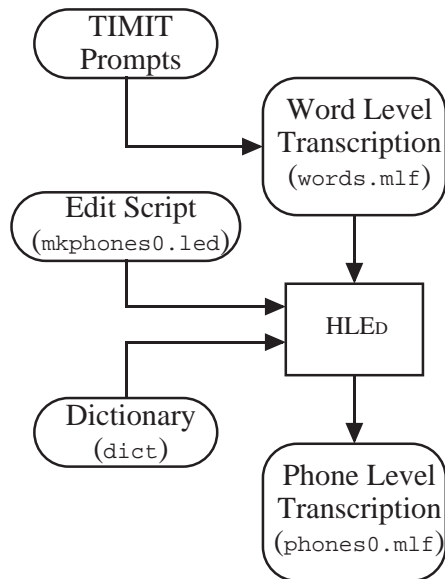 TIMIT
Prompts
Word Level
Transcription
(words.mlf)
Edit Script
(mkphones0.led)
HLED
Dictionary
(dict)
Phone Level
Transcription
(phones0.mlf)